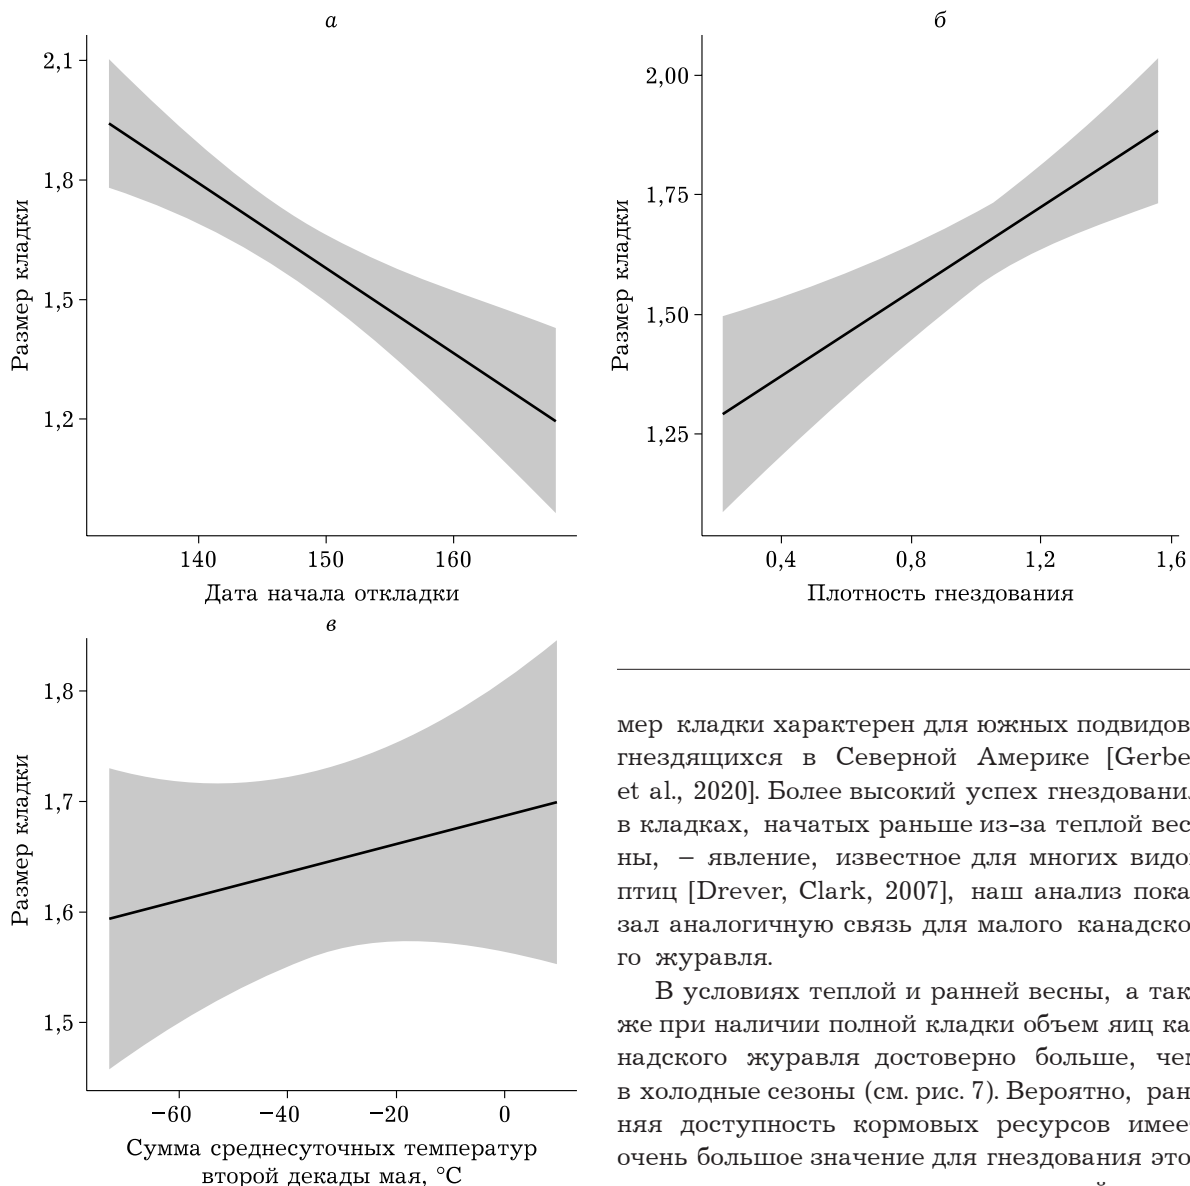 а
2,1
1,8
1,5
1,2
Размер кладки
140 150 160
Дата начала откладки
б
2,00
1,75
1,50
1,25
Размер кладки
0,4 0,8 1,2 1,6
Плотность гнездования
в
1,8
1,7
1,6
1,5
Размер кладки
−60 −40 −20 0
Сумма среднесуточных температур
второй декады мая, °C
мер кладки характерен для южных подвидов
гнездящихся в Северной Америке [Gerbe
et al., 2020]. Более высокий успех гнездовани
в кладках, начатых раньше из-за теплой вес
ны, – явление, известное для многих видо
птиц [Drever, Clark, 2007], наш анализ пока
зал аналогичную связь для малого канадско
го журавля.
В условиях теплой и ранней весны, а так
же при наличии полной кладки объем яиц ка
надского журавля достоверно больше, че
в холодные сезоны (см. рис. 7). Вероятно, ран
няя доступность кормовых ресурсов имее
очень большое значение для гнездования это